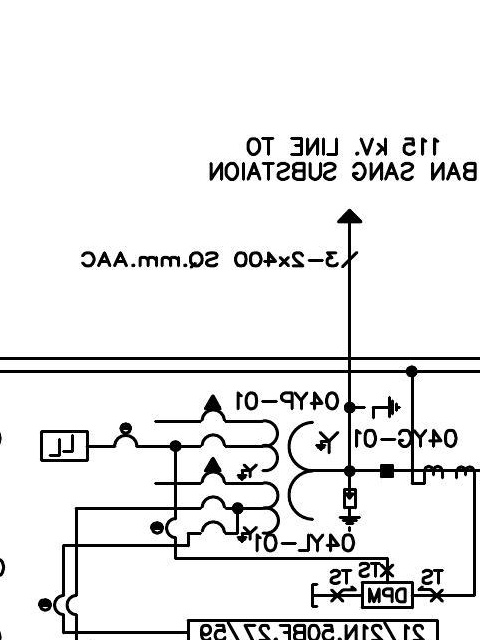 115 kV. LINE TO
BAN SANG SUBSTAION
3-2x400 SQ.mm.AAC
04YP-01
04YG-01
LL
04YL-01
TS
TS
TS
DPM
21/21N,50BF,27/59